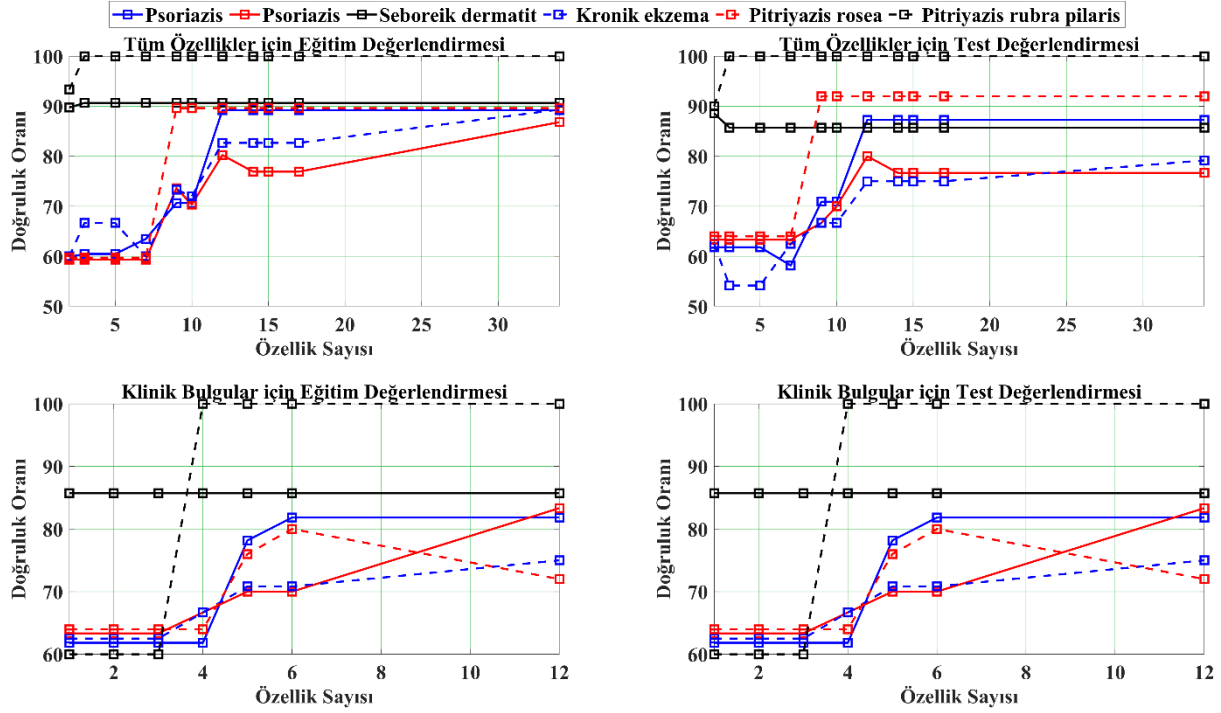 Psoriazis Psoriazis Seboreik dermatit Kronik ekzema Pitriyazis rosea Pitriyazis rubra pilaris
Tüm Özellikler için Eğitim Değerlendirmesi
100
90
80
70
60
50
Doğruluk Oranı
5 10 15 20 25 30
Özellik Sayısı
Tüm Özellikler için Test Değerlendirmesi
100
90
80
70
60
50
Doğruluk Oranı
5 10 15 20 25 30
Özellik Sayısı
Klinik Bulgular için Eğitim Değerlendirmesi
100
90
80
70
60
Doğruluk Oranı
2 4 6 8 10 12
Özellik Sayısı
Klinik Bulgular için Test Değerlendirmesi
100
90
80
70
60
Doğruluk Oranı
2 4 6 8 10 12
Özellik Sayısı